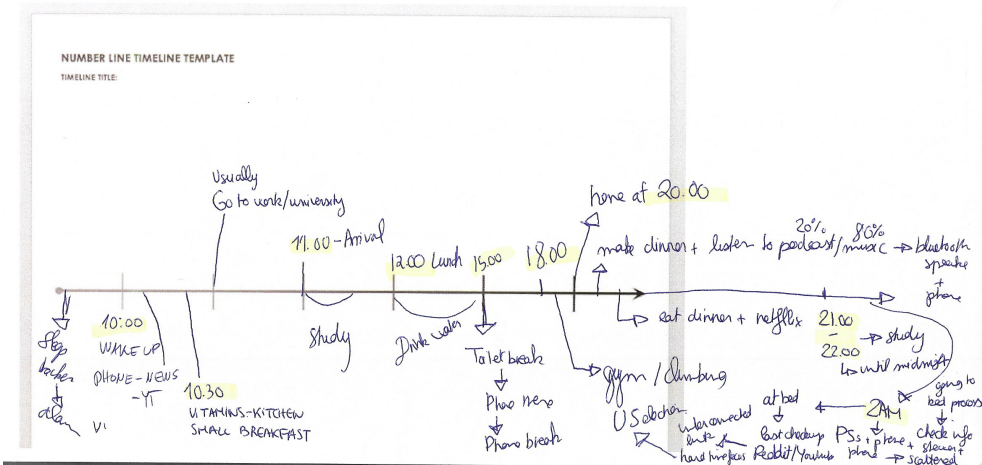 NUMBER LINE TIMELINE TEMPLATE
TIMELINE TITLE:
Usually
Go to work/university
home at 20.00
11.00-Arrival
20% 80%
make dinner + listen to podcast/music → bluetooth
speake
+
phone
12.00 Lunch
15.00
18.00
Study
Drink water
eat dinner + netflix
21.00
-
22.00
→ study
↳ until midnight
10:00
WAKE UP
PHONE-NEWS
-YT
10.30
VITAMINS-KITCHEN
SMALL BREAKFAST
Toilet break
Phone news
Phone break
gym / climbing
going to
bed process
2AM
at bed
last checkup
Reddit/Youtube
interconnected
US election
phone +
phone
check info
→ scattered